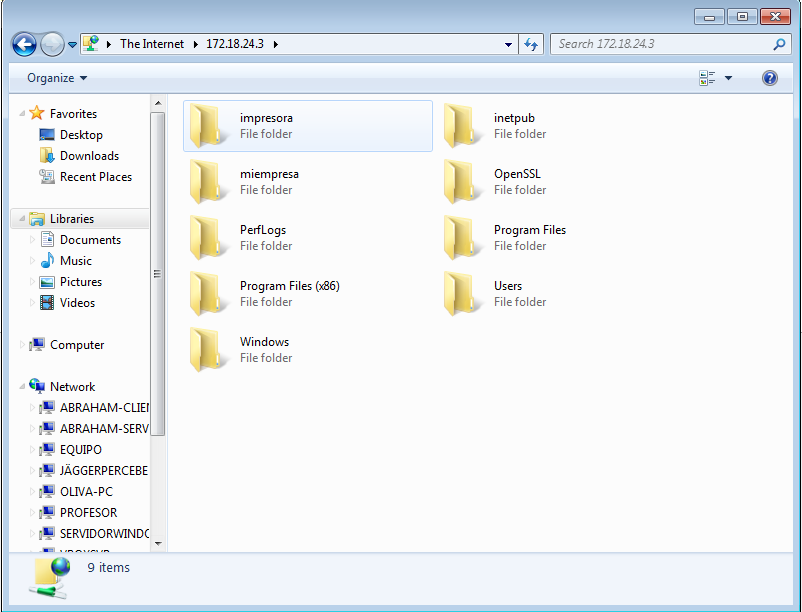 The Internet 172.18.24.3
Search 172.18.24.3
Organize
Favorites
Desktop
Downloads
Recent Places
Libraries
Documents
Music
Pictures
Videos
Computer
Network
ABRAHAM-CLIEN
ABRAHAM-SERV
EQUIPO
JÄGGERPERCEBE
OLIVA-PC
PROFESOR
SERVIDORWINDO
impresora
File folder
inetpub
File folder
miempresa
File folder
OpenSSL
File folder
PerfLogs
File folder
Program Files
File folder
Program Files (x86)
File folder
Users
File folder
Windows
File folder
9 items